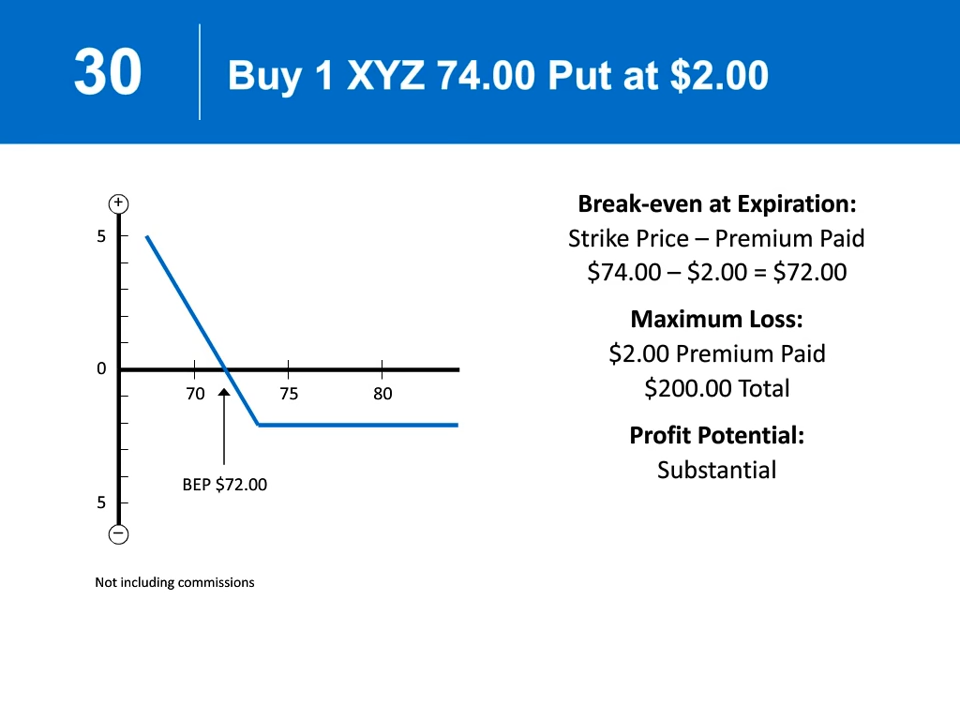 30
Buy 1 XYZ 74.00 Put at $2.00
+
5
0
70 75 80
BEP $72.00
5
−
Not including commissions
Break-even at Expiration:
Strike Price – Premium Paid
$74.00 – $2.00 = $72.00
Maximum Loss:
$2.00 Premium Paid
$200.00 Total
Profit Potential:
Substantial